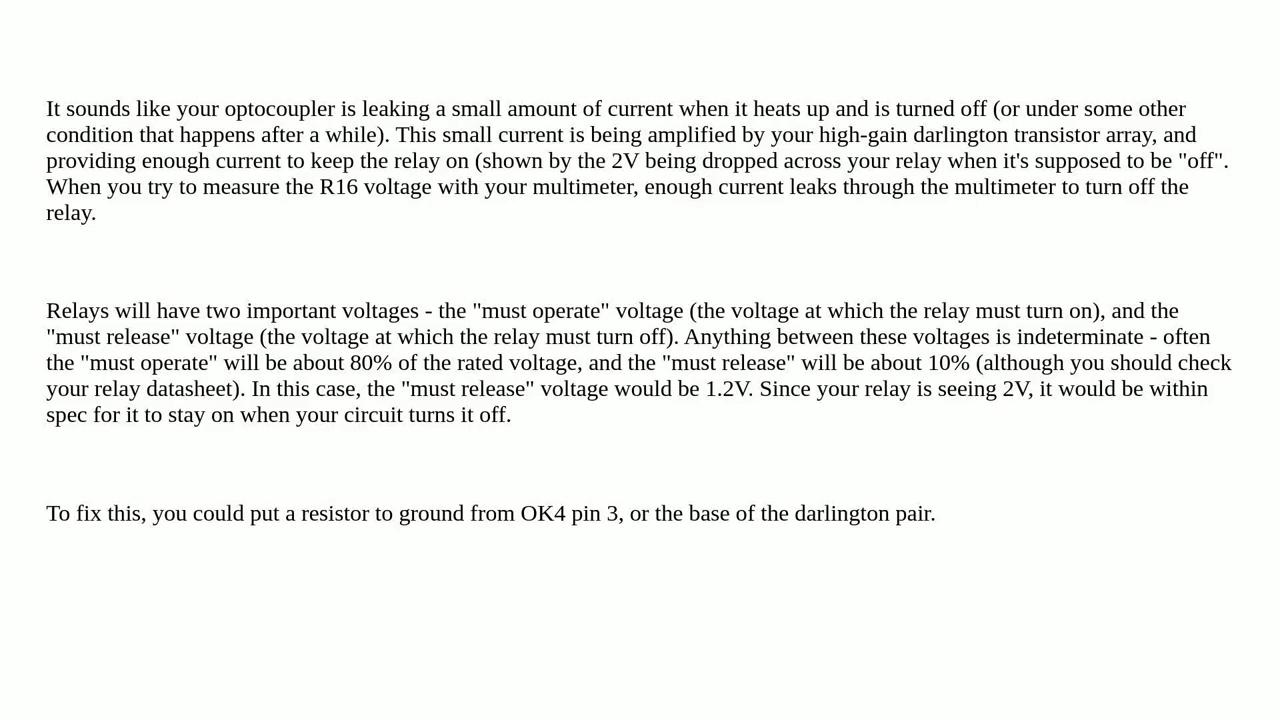 It sounds like your optocoupler is leaking a small amount of current when it heats up and is turned off (or under some other
condition that happens after a while). This small current is being amplified by your high-gain darlington transistor array, and
providing enough current to keep the relay on (shown by the 2V being dropped across your relay when it's supposed to be "off".
When you try to measure the R16 voltage with your multimeter, enough current leaks through the multimeter to turn off the
relay.
Relays will have two important voltages - the "must operate" voltage (the voltage at which the relay must turn on), and the
"must release" voltage (the voltage at which the relay must turn off). Anything between these voltages is indeterminate - often
the "must operate" will be about 80% of the rated voltage, and the "must release" will be about 10% (although you should check
your relay datasheet). In this case, the "must release" voltage would be 1.2V. Since your relay is seeing 2V, it would be within
spec for it to stay on when your circuit turns it off.
To fix this, you could put a resistor to ground from OK4 pin 3, or the base of the darlington pair.